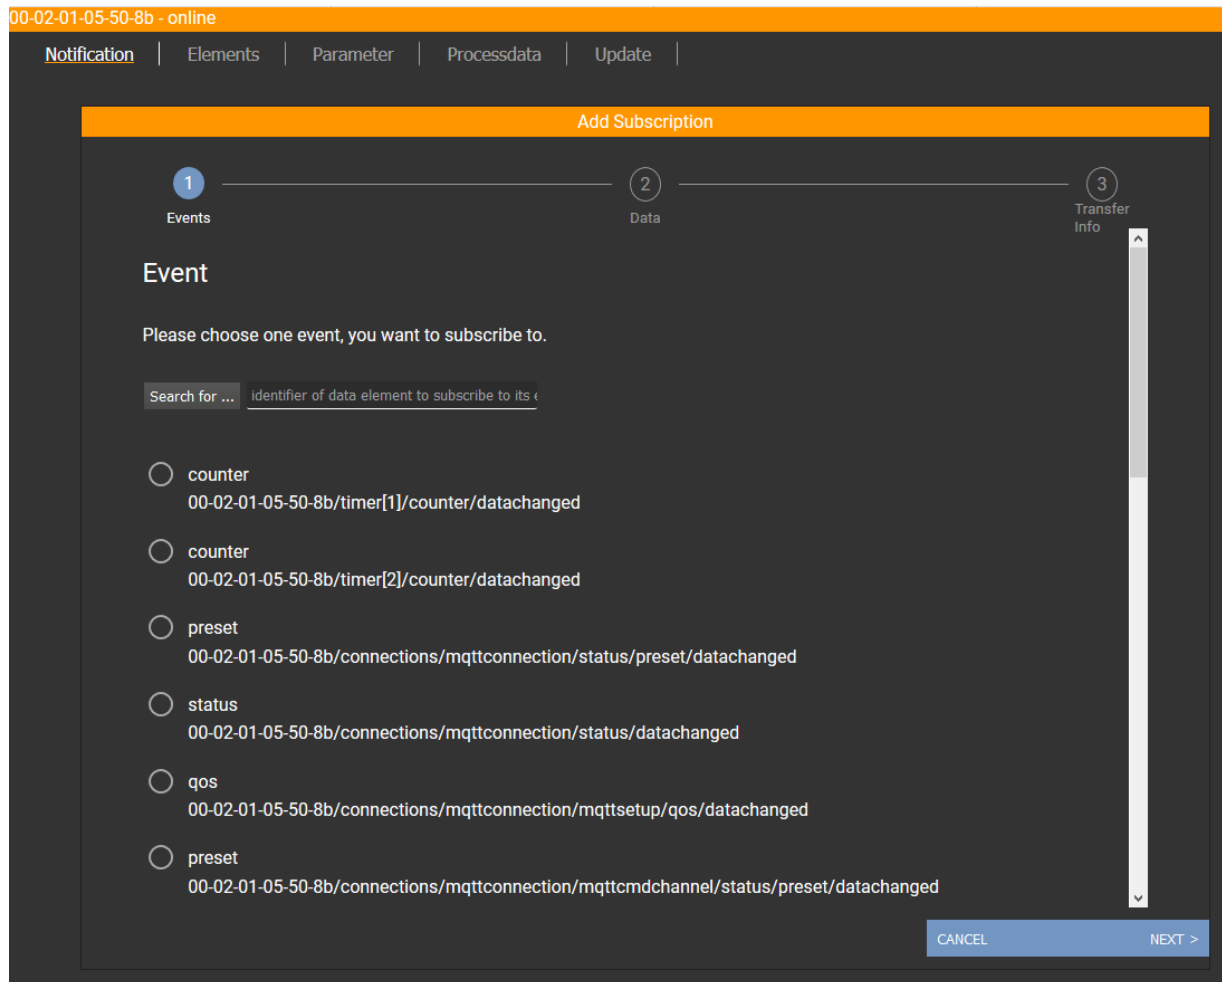 00-02-01-05-50-8b - online
Notification | Elements | Parameter | Processdata | Update |
Add Subscription
1 2 3
Events Data Transfer
Info
Event
Please choose one event, you want to subscribe to.
Search for ... identifier of data element to subscribe to its
counter
00-02-01-05-50-8b/timer[1]/counter/datachanged
counter
00-02-01-05-50-8b/timer[2]/counter/datachanged
preset
00-02-01-05-50-8b/connections/mqttconnection/status/preset/datachanged
status
00-02-01-05-50-8b/connections/mqttconnection/status/datachanged
qos
00-02-01-05-50-8b/connections/mqttconnection/mqttsetup/qos/datachanged
preset
00-02-01-05-50-8b/connections/mqttconnection/mqttcmdchannel/status/preset/datachanged
CANCEL NEXT >